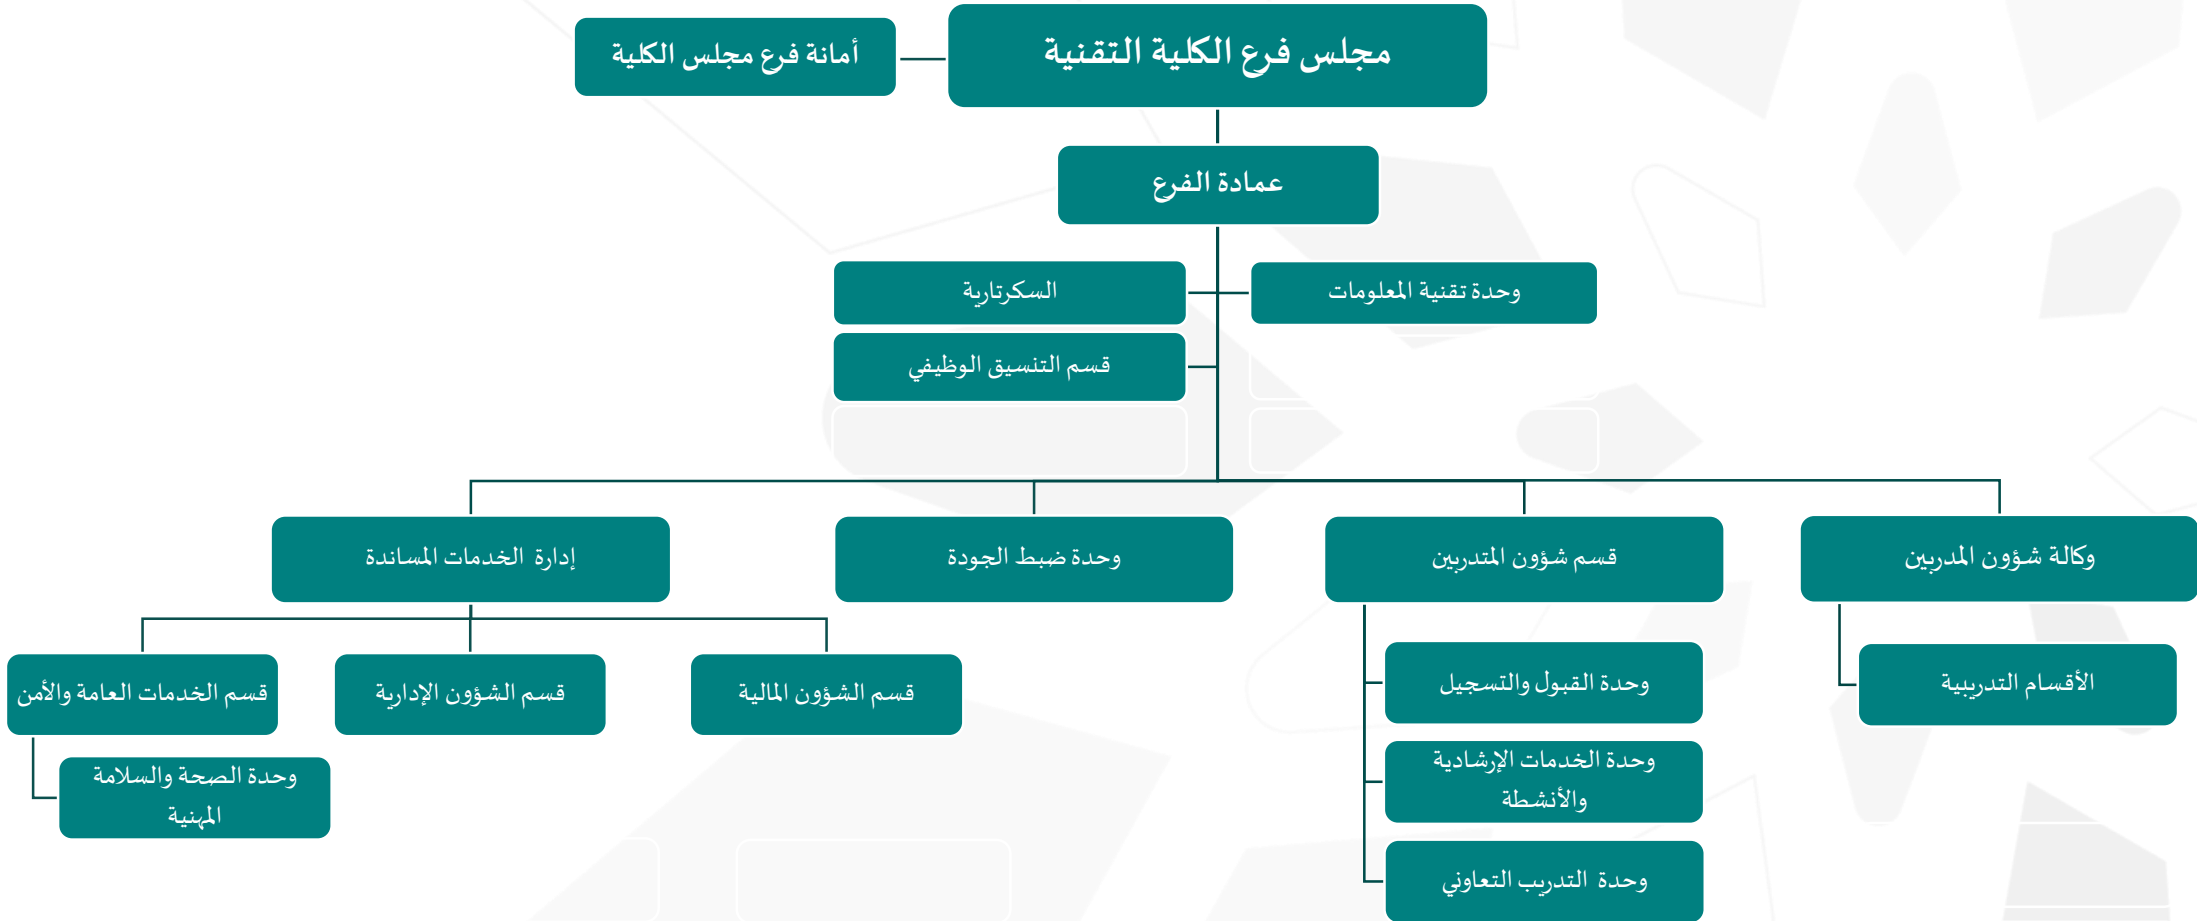 مجلس فرع الكلية التقنية
أمانة فرع مجلس الكلية
عمادة الفرع
وحدة تقنية المعلومات
السكرتارية
قسم التنسيق الوظيفي
وكالة شؤون المدربين
قسم شؤون المتدربين
وحدة ضبط الجودة
إدارة الخدمات المساندة
الأقسام التدريبية
وحدة القبول والتسجيل
وحدة الخدمات الإرشادية
والأنشطة
وحدة التدريب التعاوني
قسم الشؤون المالية
قسم الشؤون الإدارية
قسم الخدمات العامة والأمن
وحدة الصحة والسلامة
المهنية